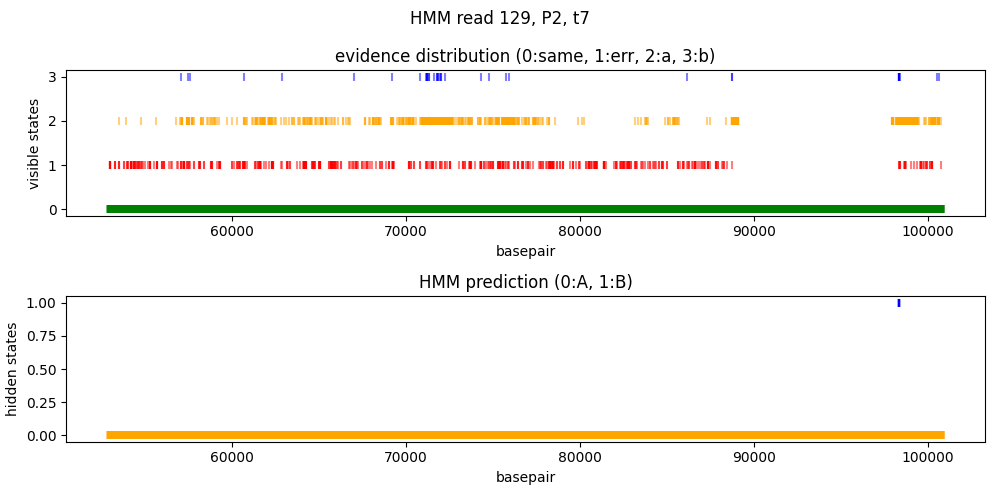 HMM read 129, P2, t7
evidence distribution (0:same, 1:err, 2:a, 3:b)
visible states
3
2
1
0
60000 70000 80000 90000 100000
basepair
HMM prediction (0:A, 1:B)
hidden states
1.00
0.75
0.50
0.25
0.00
60000 70000 80000 90000 100000
basepair